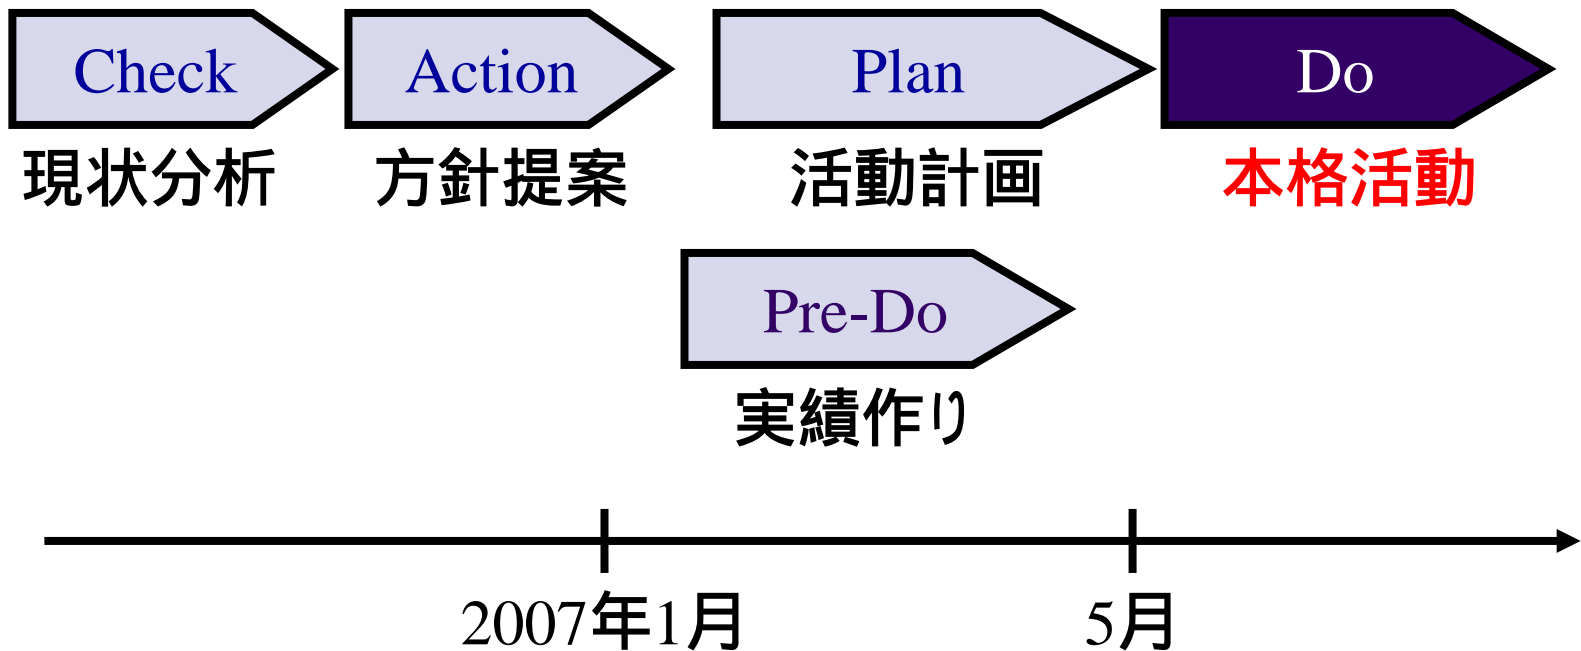 Check Action Plan Do
現状分析 方針提案 活動計画 本格活動
Pre-Do
実績作り
2007年1月 5月